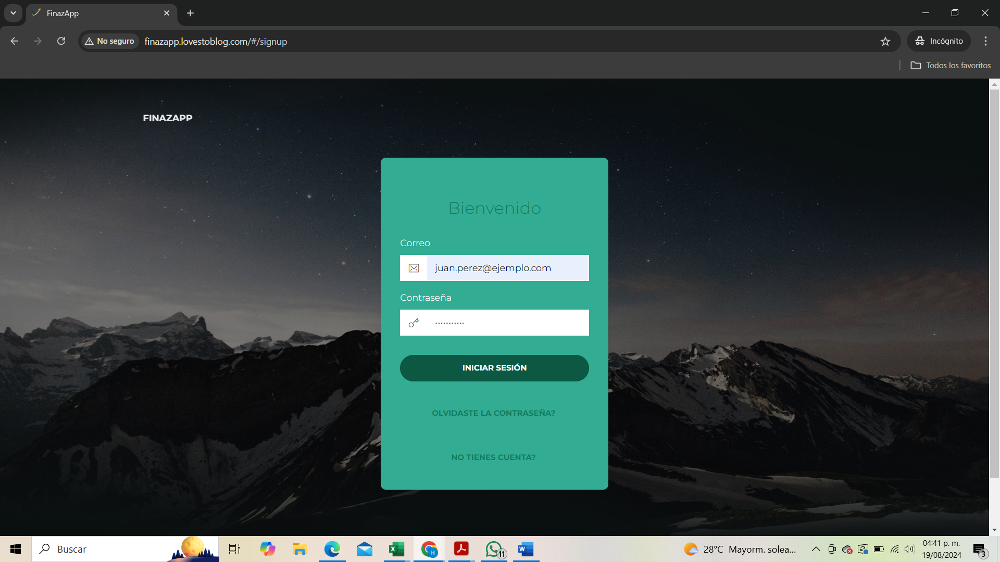 FinazApp
No seguro
finazapp.lovestoblog.com/#/signup
Incógnito
Todos los favoritos
FINAZAPP
Bienvenido
Correo
juan.perez@ejemplo.com
Contraseña
•••••••••••
INICIAR SESIÓN
OLVIDASTE LA CONTRASEÑA?
NO TIENES CUENTA?
Buscar
11
28°C Mayorm. solea...
04:41 p. m.
19/08/2024
3